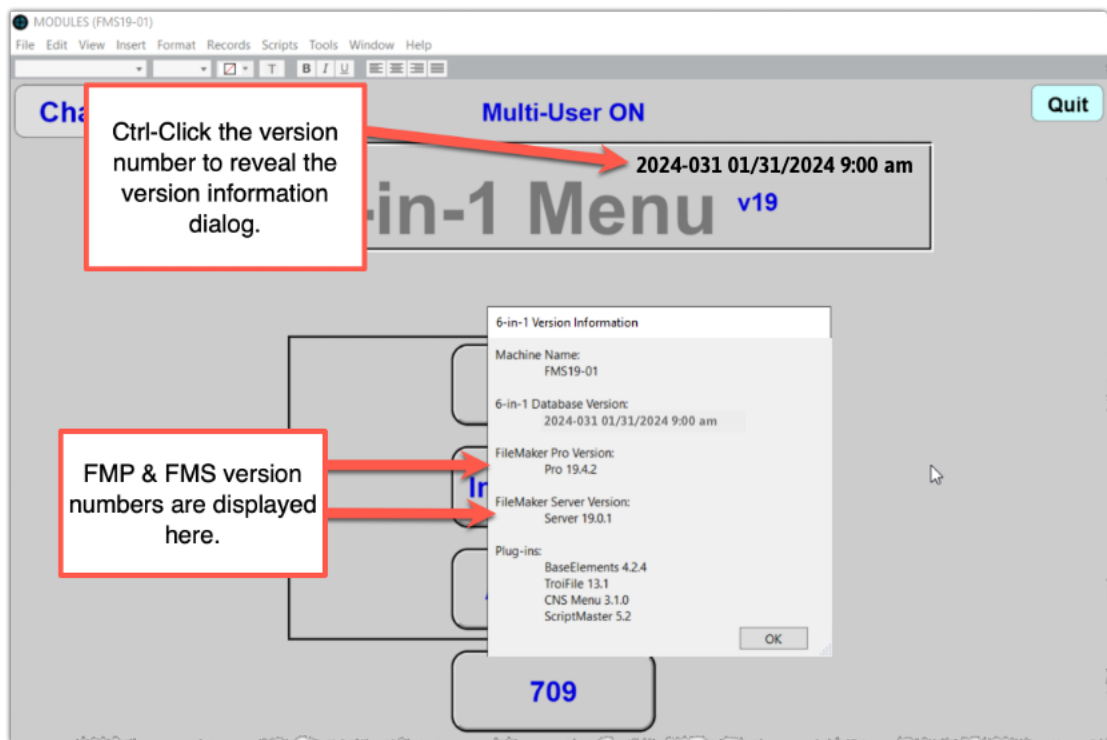 MODULES (FMS19-01)
File Edit View Insert Format Records Scripts Tools Window Help
T B I U
Multi-User ON
Quit
Ctrl-Click the version
number to reveal the
version information
dialog.
2024-031 01/31/2024 9:00 am
-in-1 Menu v19
6-in-1 Version Information
Machine Name:
FMS19-01
6-in-1 Database Version:
2024-031 01/31/2024 9:00 am
FMP & FMS version
numbers are displayed
here.
FileMaker Pro Version:
Pro 19.4.2
FileMaker Server Version:
Server 19.0.1
Plug-ins:
BaseElements 4.2.4
TroiFile 13.1
CNS Menu 3.1.0
ScriptMaster 5.2
OK
709